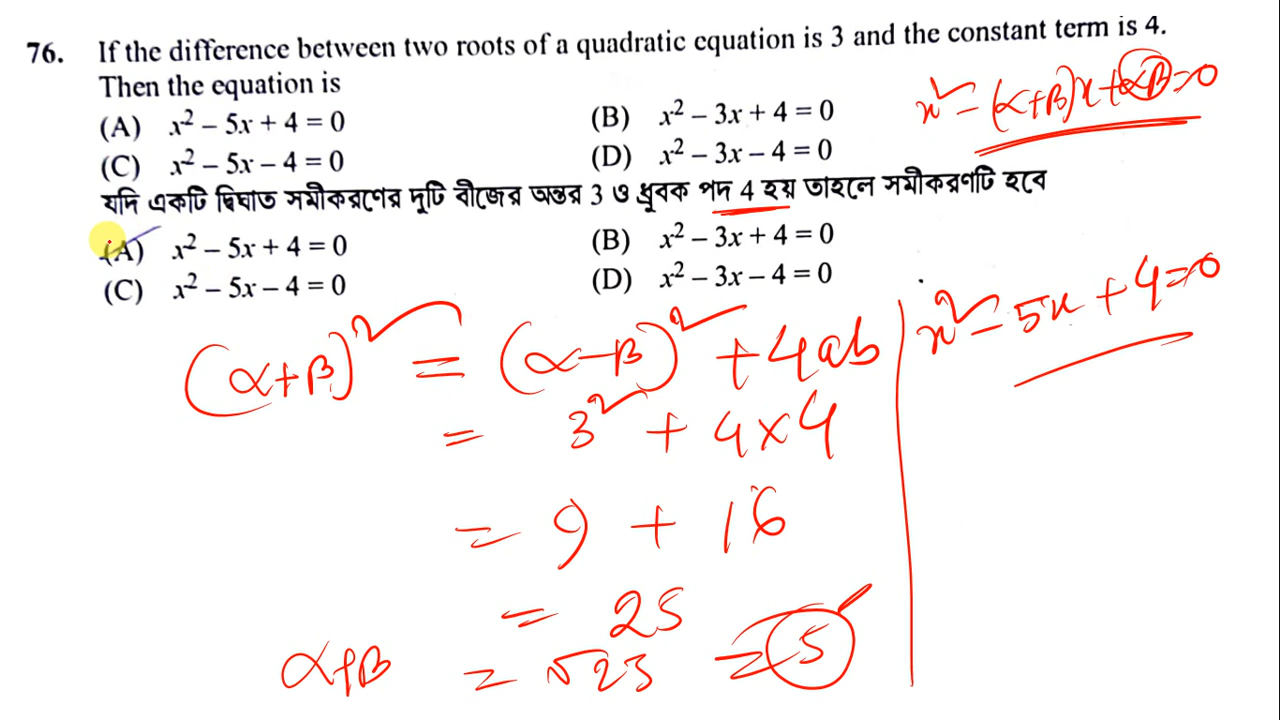 76. If the difference between two roots of a quadratic equation is 3 and the constant term is 4.
Then the equation is
(A) x² – 5x + 4 = 0 (B) x² – 3x + 4 = 0
(C) x² – 5x – 4 = 0 (D) x² – 3x – 4 = 0
যদি একটি দ্বিঘাত সমীকরণের দুটি বীজের অন্তর 3 ও ধ্রুবক পদ 4 হয় তাহলে সমীকরণটি হবে
(A) x² – 5x + 4 = 0 (B) x² – 3x + 4 = 0
(C) x² – 5x – 4 = 0 (D) x² – 3x – 4 = 0
x² – (α+β)x + αβ = 0
(α+β)² = (α–β)² + 4ab
= 3² + 4×4
= 9 + 16
= 25
α+β = √25 = 5
x² – 5x + 4 = 0